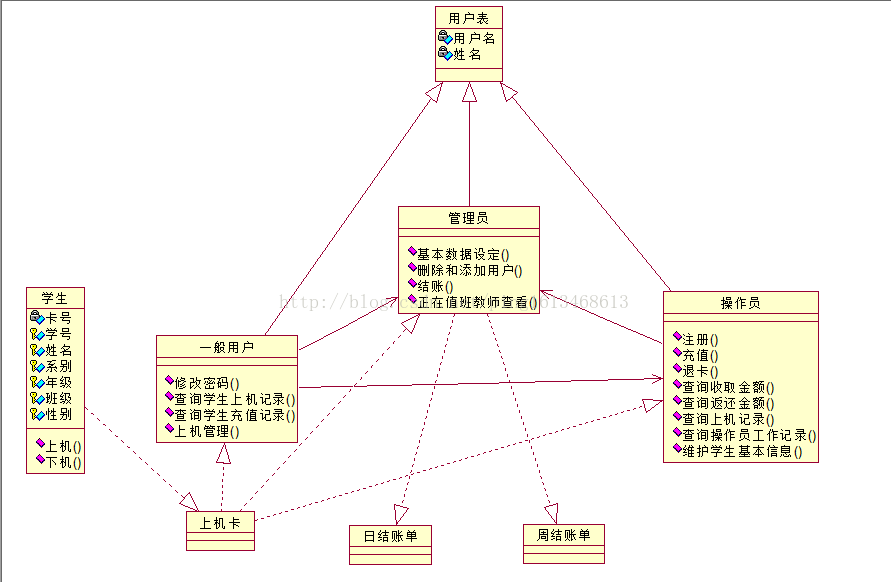 用户表
用户名
姓名
管理员
基本数据设定()
删除和添加用户()
结账()
正在值班教师查看()
学生
卡号
学号
姓名
系别
年级
班级
性别
上机()
下机()
一般用户
修改密码()
查询学生上机记录()
查询学生充值记录()
上机管理()
操作员
注册()
充值()
退卡()
查询收取金额()
查询返还金额()
查询上机记录()
查询操作员工作记录()
维护学生基本信息()
上机卡
日结账单
周结账单